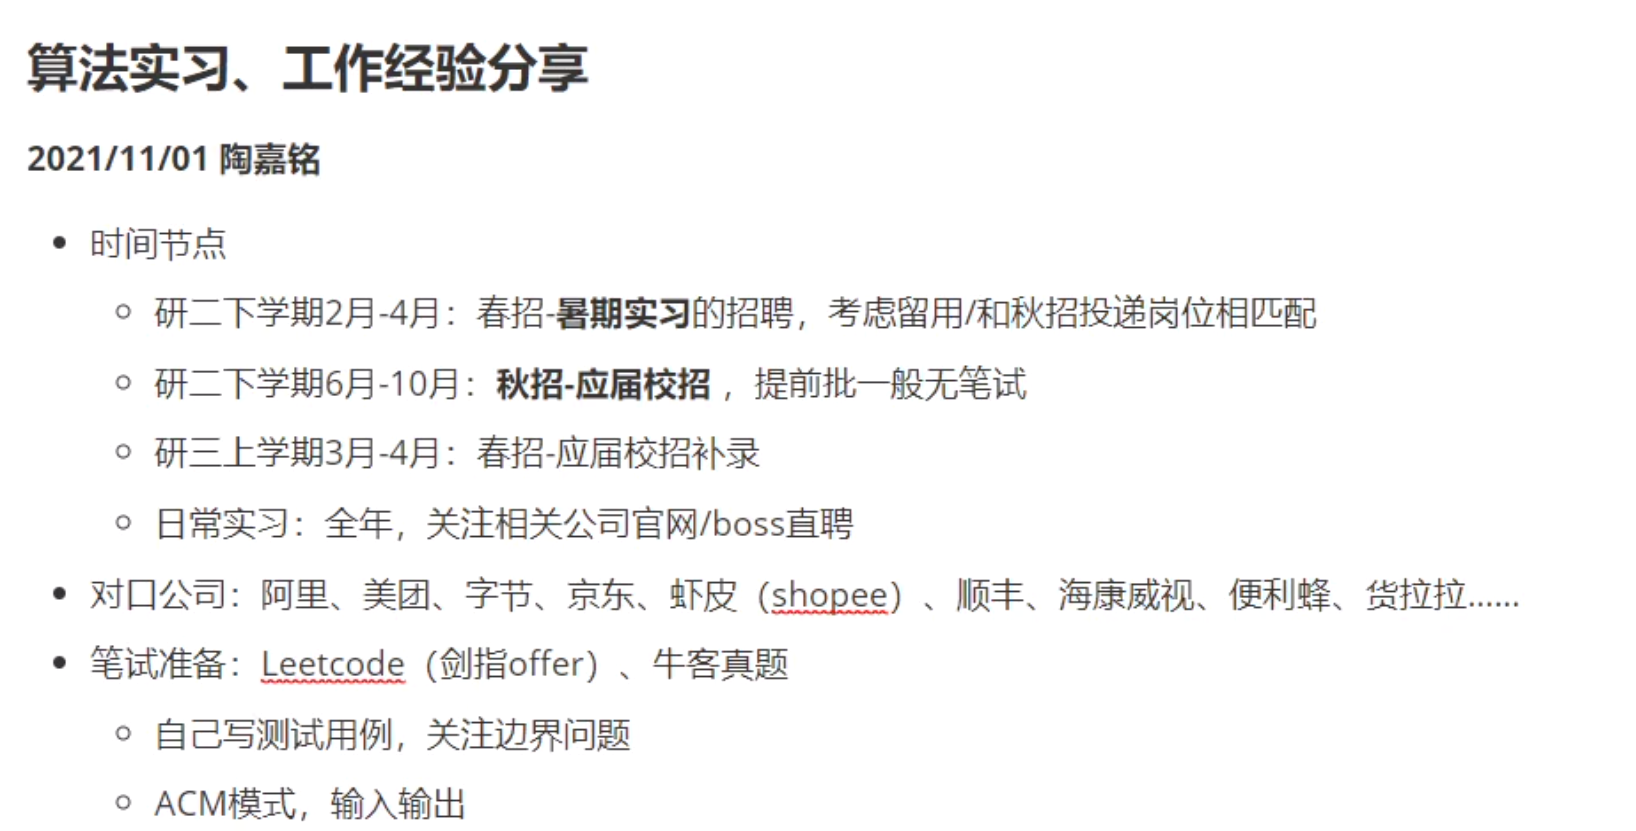 算法实习、工作经验分享
2021/11/01 陶嘉铭
• 时间节点
○ 研二下学期2月-4月：春招-暑期实习的招聘，考虑留用/和秋招投递岗位相匹配
○ 研二下学期6月-10月：秋招-应届校招 ，提前批一般无笔试
○ 研三上学期3月-4月：春招-应届校招补录
○ 日常实习：全年，关注相关公司官网/boss直聘
• 对口公司：阿里、美团、字节、京东、虾皮（shopee）、顺丰、海康威视、便利蜂、货拉拉……
• 笔试准备：Leetcode（剑指offer）、牛客真题
○ 自己写测试用例，关注边界问题
○ ACM模式，输入输出